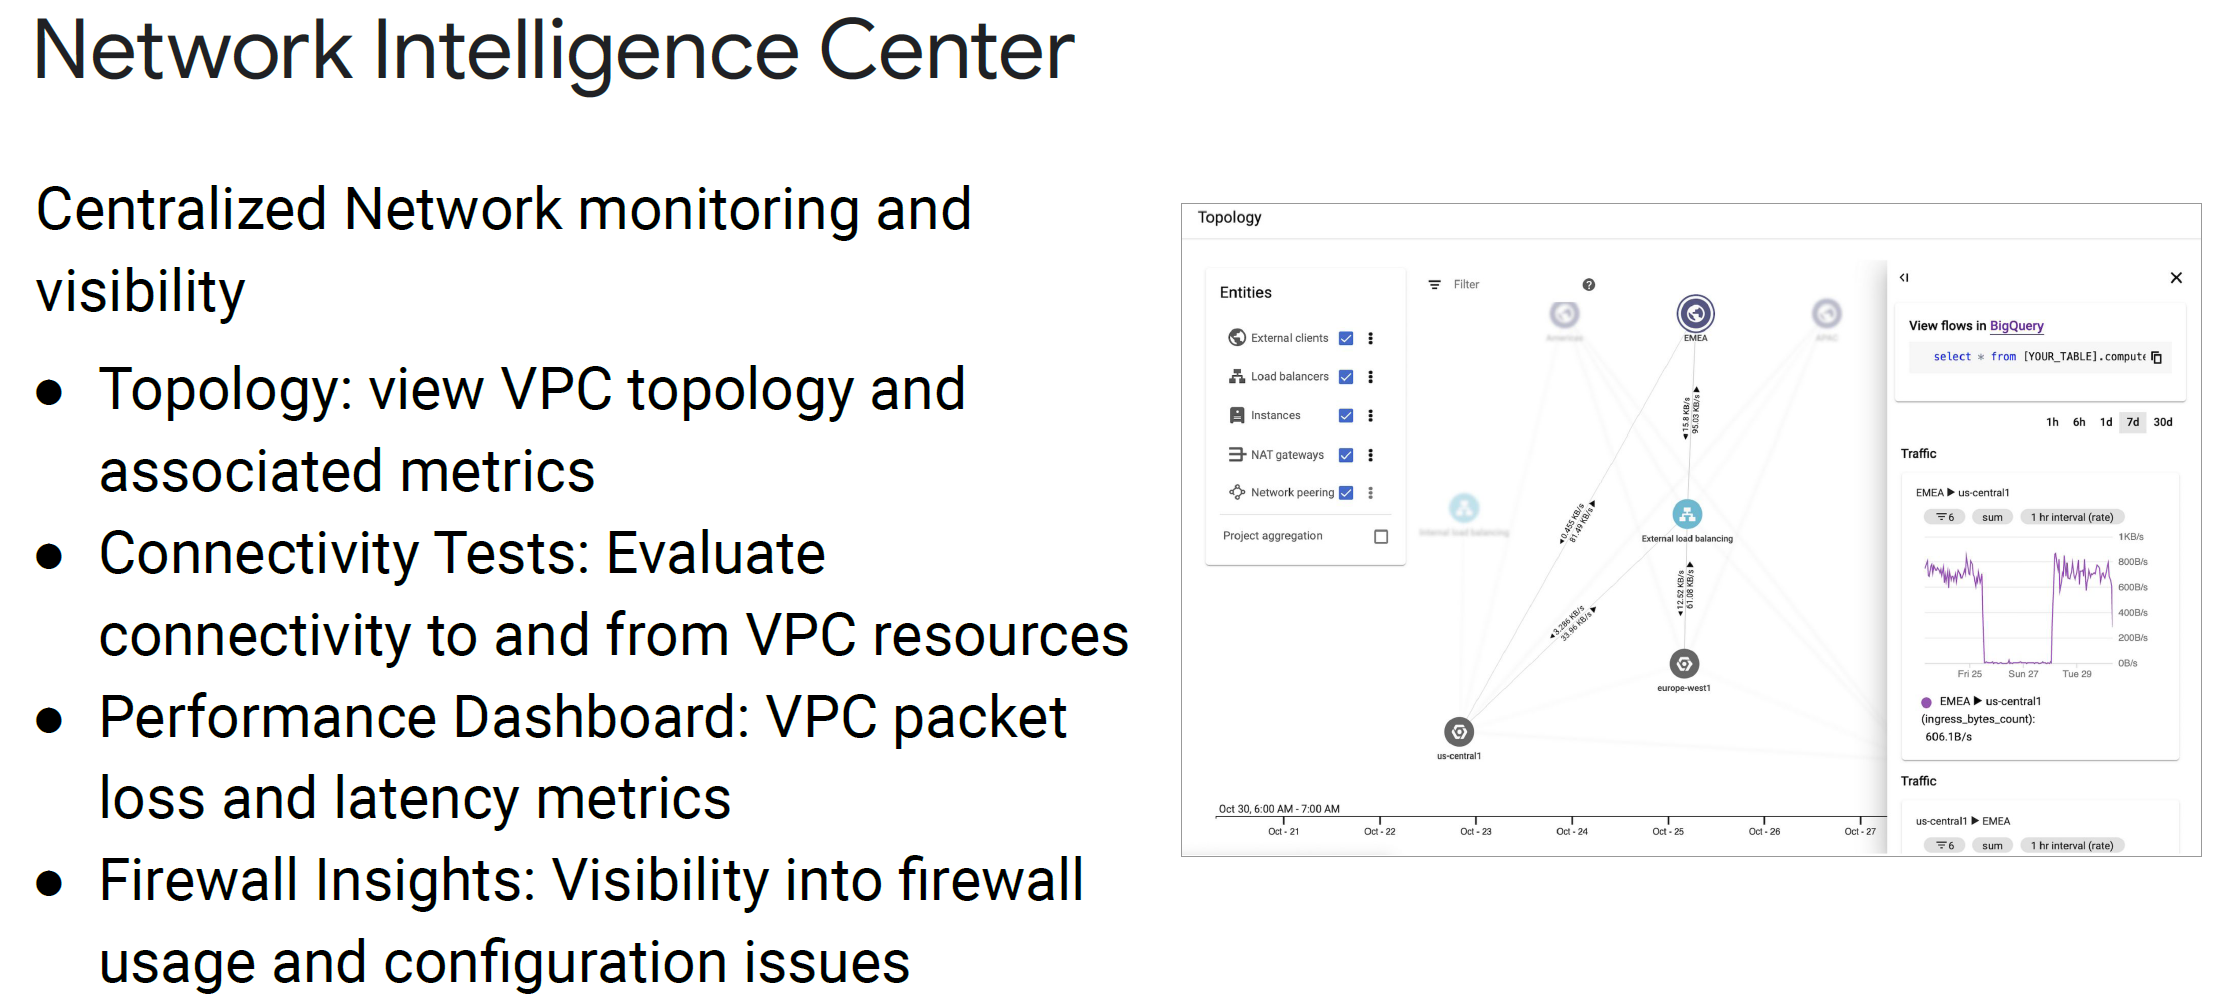 Network Intelligence Center
Centralized Network monitoring and
visibility
● Topology: view VPC topology and
associated metrics
● Connectivity Tests: Evaluate
connectivity to and from VPC resources
● Performance Dashboard: VPC packet
loss and latency metrics
● Firewall Insights: Visibility into firewall
usage and configuration issues
Topology
Entities
External clients
Load balancers
Instances
NAT gateways
Network peering
Project aggregation
Filter
Americas
EMEA
APAC
15.8 KB/s
95.03 KB/s
Internal load balancing
External load balancing
0.455 KB/s
81.49 KB/s
3.286 KB/s
33.96 KB/s
12.52 KB/s
61.08 KB/s
europe-west1
us-central1
Oct 30, 6:00 AM - 7:00 AM
Oct - 21
Oct - 22
Oct - 23
Oct - 24
Oct - 25
Oct - 26
Oct - 27
View flows in BigQuery
select * from [YOUR_TABLE].compute
1h 6h 1d 7d 30d
Traffic
EMEA ▶ us-central1
6 sum 1 hr interval (rate)
1KB/s
800B/s
600B/s
400B/s
200B/s
0B/s
Fri 25 Sun 27 Tue 29
EMEA ▶ us-central1
(ingress_bytes_count):
606.1B/s
Traffic
us-central1 ▶ EMEA
6 sum 1 hr interval (rate)